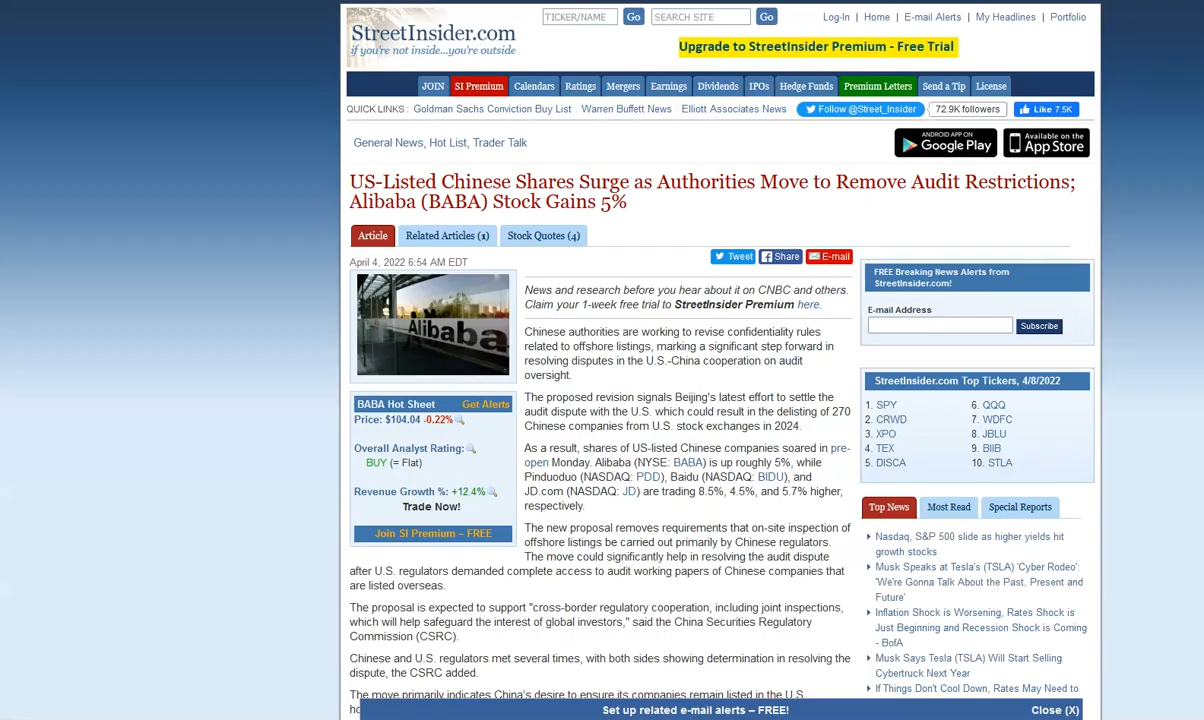 TICKER/NAME Go SEARCH SITE Go
Log-In | Home | E-mail Alerts | My Headlines | Portfolio
StreetInsider.com
if you're not inside...you're outside
Upgrade to StreetInsider Premium - Free Trial
JOIN SI Premium Calendars Ratings Mergers Earnings Dividends IPOs Hedge Funds Premium Letters Send a Tip License
QUICK LINKS : Goldman Sachs Conviction Buy List Warren Buffett News Elliott Associates News Follow @Street_Insider 72.9K followers Like 7.5K
General News, Hot List, Trader Talk
ANDROID APP ON
Google Play
Available on the
App Store
US-Listed Chinese Shares Surge as Authorities Move to Remove Audit Restrictions;
Alibaba (BABA) Stock Gains 5%
Article Related Articles (1) Stock Quotes (4)
April 4, 2022 6:54 AM EDT
Tweet Share E-mail
Alibaba
News and research before you hear about it on CNBC and others.
Claim your 1-week free trial to StreetInsider Premium here.
Chinese authorities are working to revise confidentiality rules
related to offshore listings, marking a significant step forward in
resolving disputes in the U.S.-China cooperation on audit
oversight.
The proposed revision signals Beijing's latest effort to settle the
audit dispute with the U.S. which could result in the delisting of 270
Chinese companies from U.S. stock exchanges in 2024.
As a result, shares of US-listed Chinese companies soared in pre-
open Monday. Alibaba (NYSE: BABA) is up roughly 5%, while
Pinduoduo (NASDAQ: PDD), Baidu (NASDAQ: BIDU), and
JD.com (NASDAQ: JD) are trading 8.5%, 4.5%, and 5.7% higher,
respectively.
The new proposal removes requirements that on-site inspection of
offshore listings be carried out primarily by Chinese regulators.
The move could significantly help in resolving the audit dispute
after U.S. regulators demanded complete access to audit working papers of Chinese companies that
are listed overseas.
The proposal is expected to support "cross-border regulatory cooperation, including joint inspections,
which will help safeguard the interest of global investors," said the China Securities Regulatory
Commission (CSRC).
Chinese and U.S. regulators met several times, with both sides showing determination in resolving the
dispute, the CSRC added.
The move primarily indicates China's desire to ensure its companies remain listed in the U.S.
BABA Hot Sheet Get Alerts
Price: $104.04 -0.22%
Overall Analyst Rating:
BUY (= Flat)
Revenue Growth %: +12.4%
Trade Now!
Join SI Premium – FREE
FREE Breaking News Alerts from
StreetInsider.com!
E-mail Address
Subscribe
StreetInsider.com Top Tickers, 4/8/2022
1. SPY 6. QQQ
2. CRWD 7. WDFC
3. XPO 8. JBLU
4. TEX 9. BIIB
5. DISCA 10. STLA
Top News Most Read Special Reports
Nasdaq, S&P 500 slide as higher yields hit
growth stocks
Musk Speaks at Tesla's (TSLA) 'Cyber Rodeo':
'We're Gonna Talk About the Past, Present and
Future'
Inflation Shock is Worsening, Rates Shock is
Just Beginning and Recession Shock is Coming
- BofA
Musk Says Tesla (TSLA) Will Start Selling
Cybertruck Next Year
If Things Don't Cool Down, Rates May Need to
Set up related e-mail alerts – FREE! Close (X)